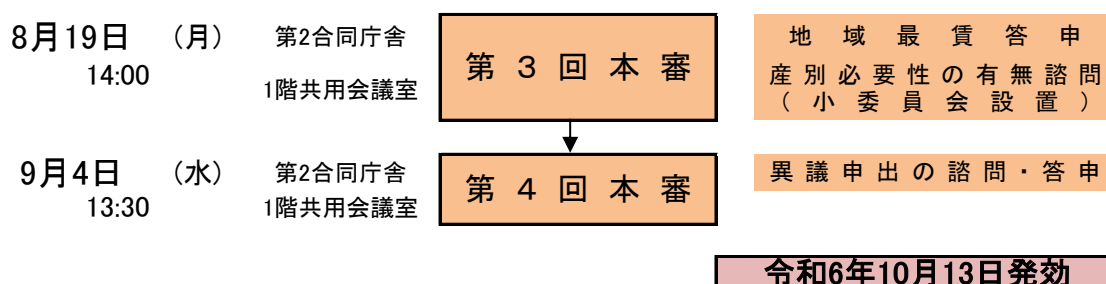 8月19日 （月） 第2合同庁舎 第３回本審 地域最賃答申
14:00 1階共用会議室 産別必要性の有無諮問
（小委員会設置）
9月4日 （水） 第2合同庁舎 第４回本審 異議申出の諮問・答申
13:30 1階共用会議室
令和6年10月13日発効